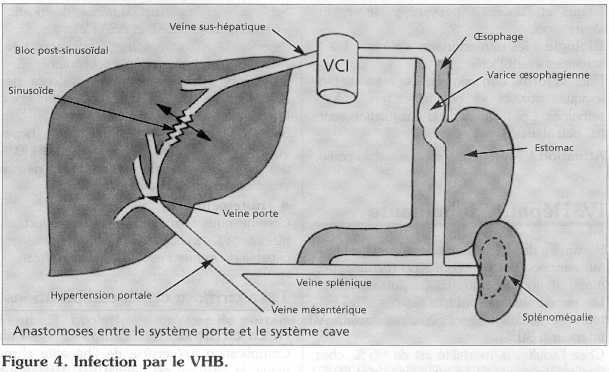 Veine sus-hépatique
Bloc post-sinusoïdal
Œsophage
VCI
Varice œsophagienne
Sinusoïde
Estomac
Veine porte
Veine splénique
Hypertension portale
Veine mésentérique
Splénomégalie
Anastomoses entre le système porte et le système cave
Figure 4. Infection par le VHB.